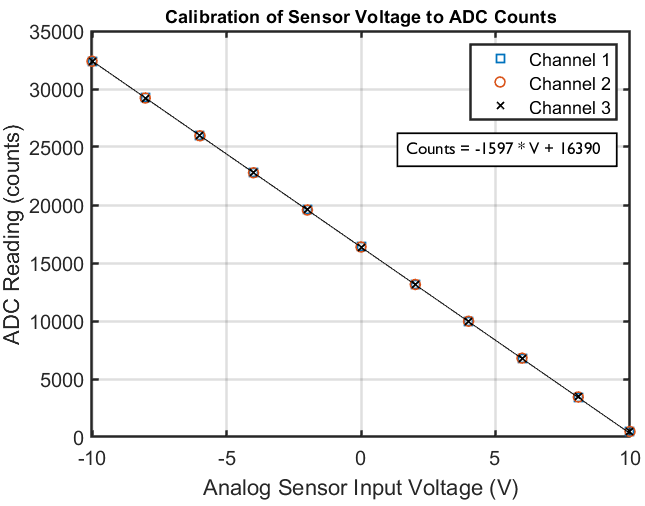 Calibration of Sensor Voltage to ADC Counts
35000
30000
25000
20000
15000
10000
5000
0
ADC Reading (counts)
Channel 1
Channel 2
Channel 3
Counts = -1597 * V + 16390
-10 -5 0 5 10
Analog Sensor Input Voltage (V)